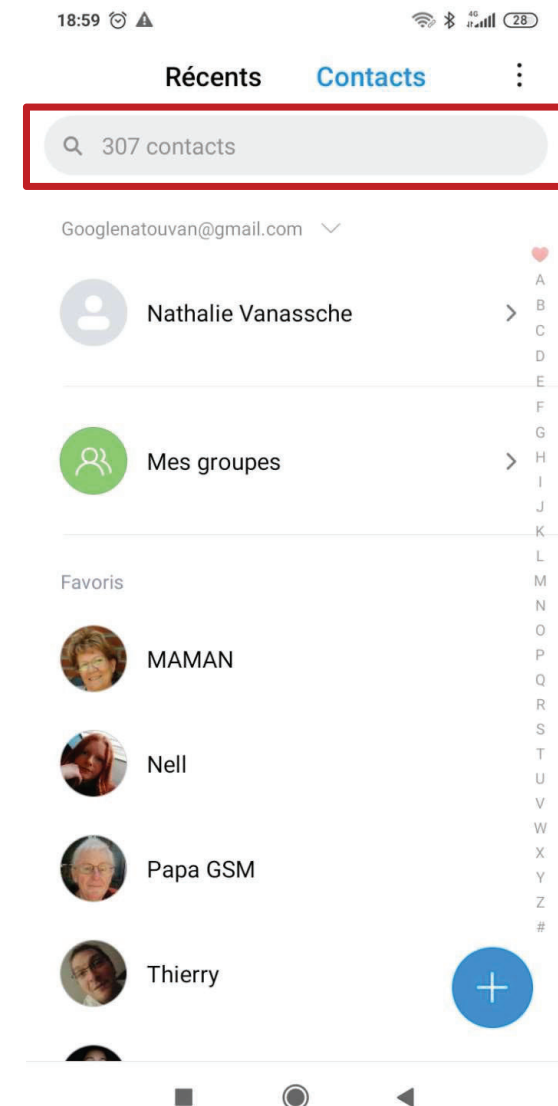 18:59 4G 28
Récents Contacts
307 contacts
Googlenatouvan@gmail.com
Nathalie Vanassche
Mes groupes
Favoris
MAMAN
Nell
Papa GSM
Thierry
A
B
C
D
E
F
G
H
I
J
K
L
M
N
O
P
Q
R
S
T
U
V
W
X
Y
Z
#